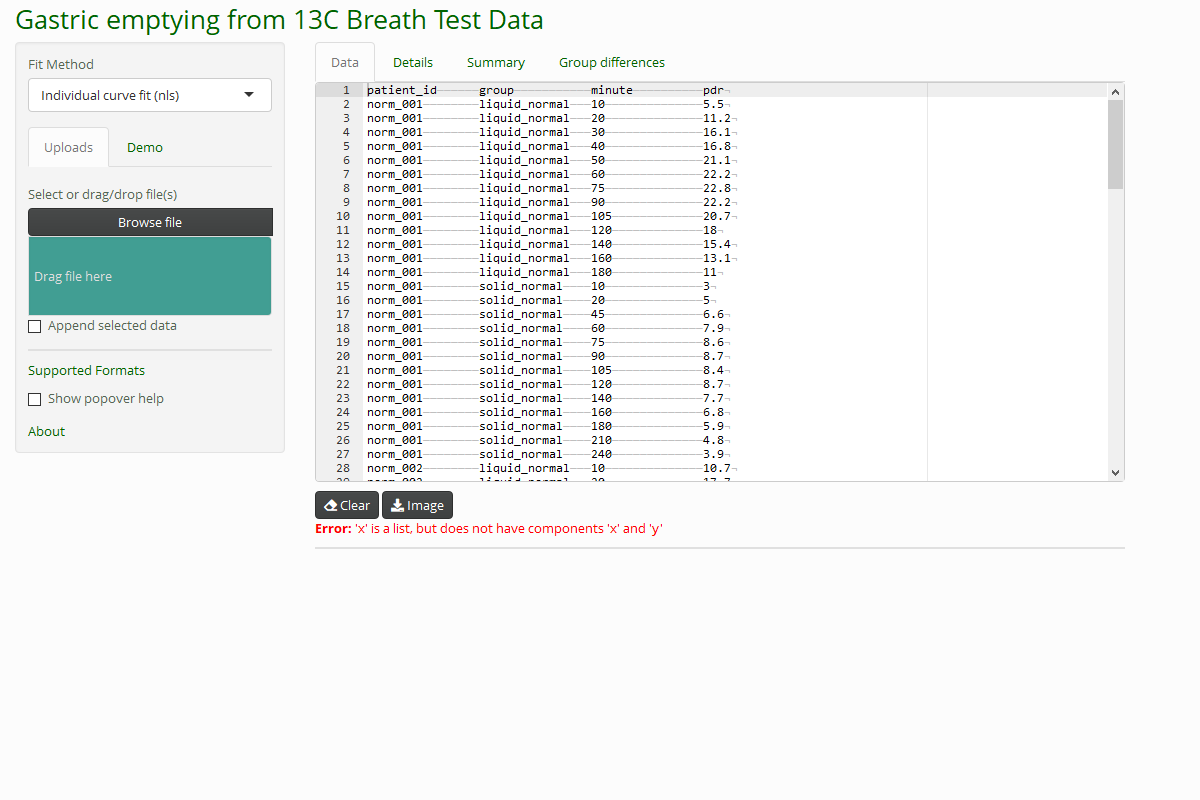 Gastric emptying from 13C Breath Test Data
Fit Method
Individual curve fit (nls)
Uploads Demo
Select or drag/drop file(s)
Browse file
Drag file here
Append selected data
Supported Formats
Show popover help
About
Data Details Summary Group differences
1 patient_id group minute pdr
2 norm_001 liquid_normal 10 5.5
3 norm_001 liquid_normal 20 11.2
4 norm_001 liquid_normal 30 16.1
5 norm_001 liquid_normal 40 16.8
6 norm_001 liquid_normal 50 21.1
7 norm_001 liquid_normal 60 22.2
8 norm_001 liquid_normal 75 22.8
9 norm_001 liquid_normal 90 22.2
10 norm_001 liquid_normal 105 20.7
11 norm_001 liquid_normal 120 18
12 norm_001 liquid_normal 140 15.4
13 norm_001 liquid_normal 160 13.1
14 norm_001 liquid_normal 180 11
15 norm_001 solid_normal 10 3
16 norm_001 solid_normal 20 5
17 norm_001 solid_normal 45 6.6
18 norm_001 solid_normal 60 7.9
19 norm_001 solid_normal 75 8.6
20 norm_001 solid_normal 90 8.7
21 norm_001 solid_normal 105 8.4
22 norm_001 solid_normal 120 8.7
23 norm_001 solid_normal 140 7.7
24 norm_001 solid_normal 160 6.8
25 norm_001 solid_normal 180 5.9
26 norm_001 solid_normal 210 4.8
27 norm_001 solid_normal 240 3.9
28 norm_002 liquid_normal 10 10.7
Clear Image
Error: 'x' is a list, but does not have components 'x' and 'y'